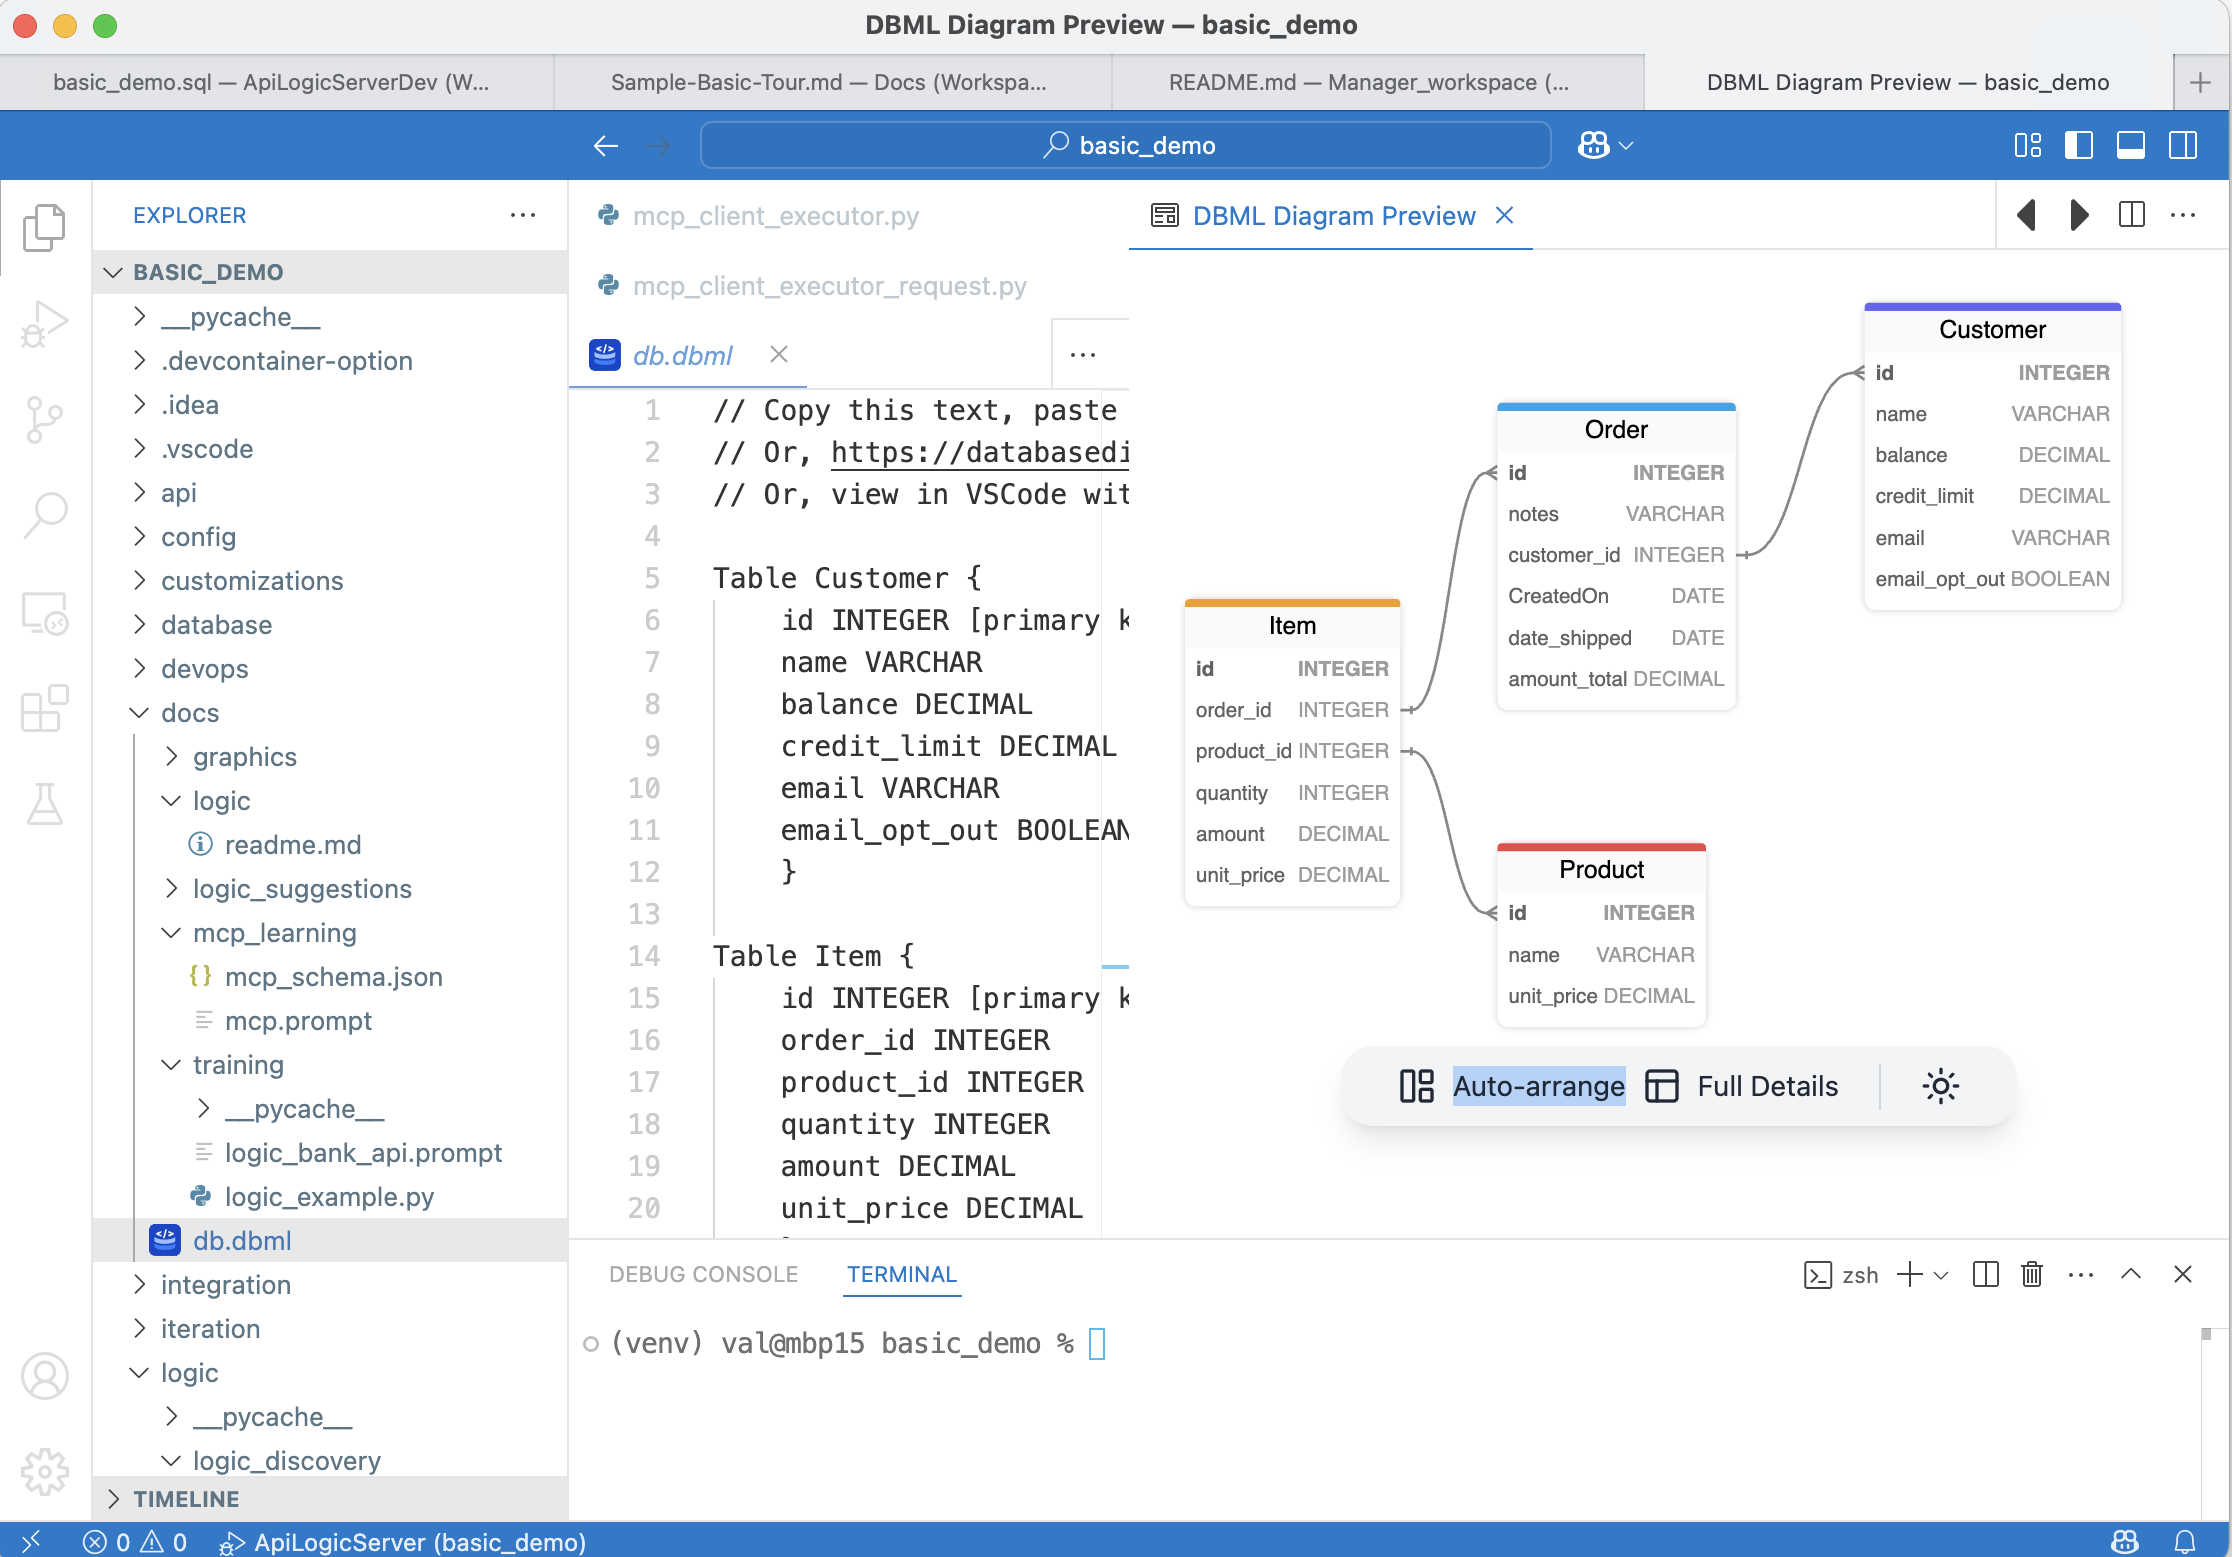 DBML Diagram Preview — basic_demo
basic_demo.sql — ApiLogicServerDev (W...
Sample-Basic-Tour.md — Docs (Workspa...
README.md — Manager_workspace (...
DBML Diagram Preview — basic_demo
basic_demo
EXPLORER
BASIC_DEMO
__pycache__
.devcontainer-option
.idea
.vscode
api
config
customizations
database
devops
docs
graphics
logic
readme.md
logic_suggestions
mcp_learning
mcp_schema.json
mcp.prompt
training
__pycache__
logic_bank_api.prompt
logic_example.py
db.dbml
integration
iteration
logic
__pycache__
logic_discovery
TIMELINE
mcp_client_executor.py
mcp_client_executor_request.py
db.dbml
1 // Copy this text, paste
2 // Or, https://databasedi
3 // Or, view in VSCode wit
4
5 Table Customer {
6 id INTEGER [primary k
7 name VARCHAR
8 balance DECIMAL
9 credit_limit DECIMAL
10 email VARCHAR
11 email_opt_out BOOLEAN
12 }
13
14 Table Item {
15 id INTEGER [primary k
16 order_id INTEGER
17 product_id INTEGER
18 quantity INTEGER
19 amount DECIMAL
20 unit_price DECIMAL
DBML Diagram Preview
Customer
id INTEGER
name VARCHAR
balance DECIMAL
credit_limit DECIMAL
email VARCHAR
email_opt_out BOOLEAN
Order
id INTEGER
notes VARCHAR
customer_id INTEGER
CreatedOn DATE
date_shipped DATE
amount_total DECIMAL
Item
id INTEGER
order_id INTEGER
product_id INTEGER
quantity INTEGER
amount DECIMAL
unit_price DECIMAL
Product
id INTEGER
name VARCHAR
unit_price DECIMAL
Auto-arrange
Full Details
DEBUG CONSOLE
TERMINAL
zsh
(venv) val@mbp15 basic_demo %
0
0
ApiLogicServer (basic_demo)